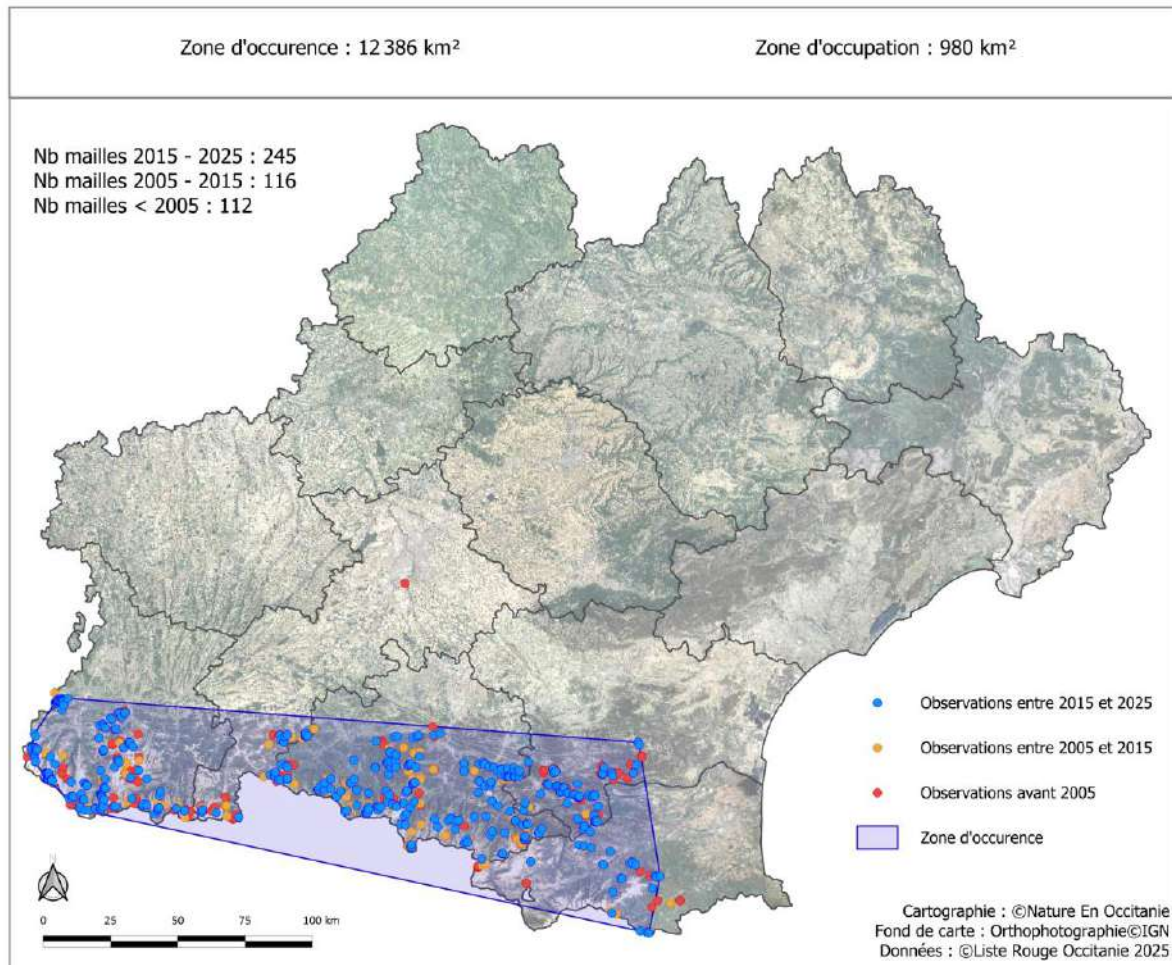 Zone d'occurence : 12 386 km²
Zone d'occupation : 980 km²
Nb mailles 2015 - 2025 : 245
Nb mailles 2005 - 2015 : 116
Nb mailles < 2005 : 112
Observations entre 2015 et 2025
Observations entre 2005 et 2015
Observations avant 2005
Zone d'occurence
N
0 25 50 75 100 km
Cartographie : ©Nature En Occitanie
Fond de carte : Orthophotographie©IGN
Données : ©Liste Rouge Occitanie 2025